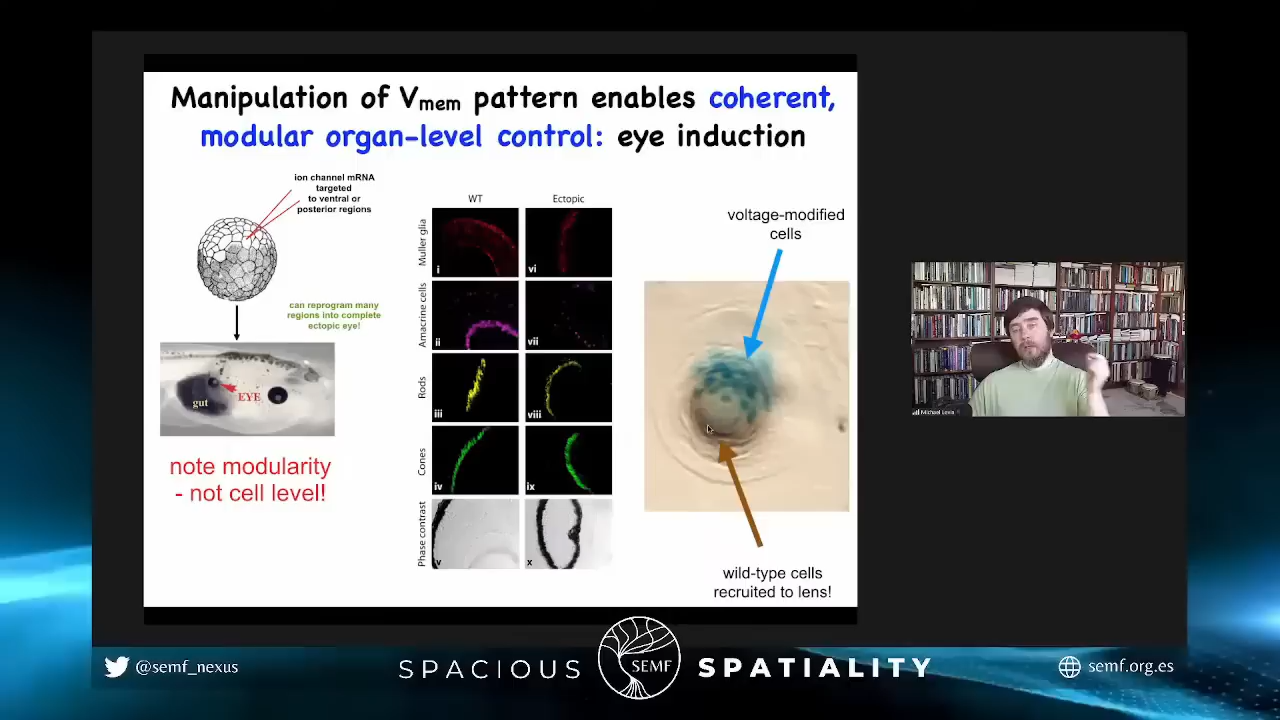 Manipulation of Vmem pattern enables coherent,
modular organ-level control: eye induction
ion channel mRNA
targeted
to ventral or
posterior regions
can reprogram many
regions into complete
ectopic eye!
gut
EYE
note modularity
- not cell level!
WT
Ectopic
Muller glia
i
vi
Amacrine cells
ii
vii
Rods
iii
viii
Cones
iv
ix
Phase contrast
v
x
voltage-modified
cells
wild-type cells
recruited to lens!
Michael Levin
@semf_nexus
SPACIOUS
SEMF
SPATIALITY
semf.org.es